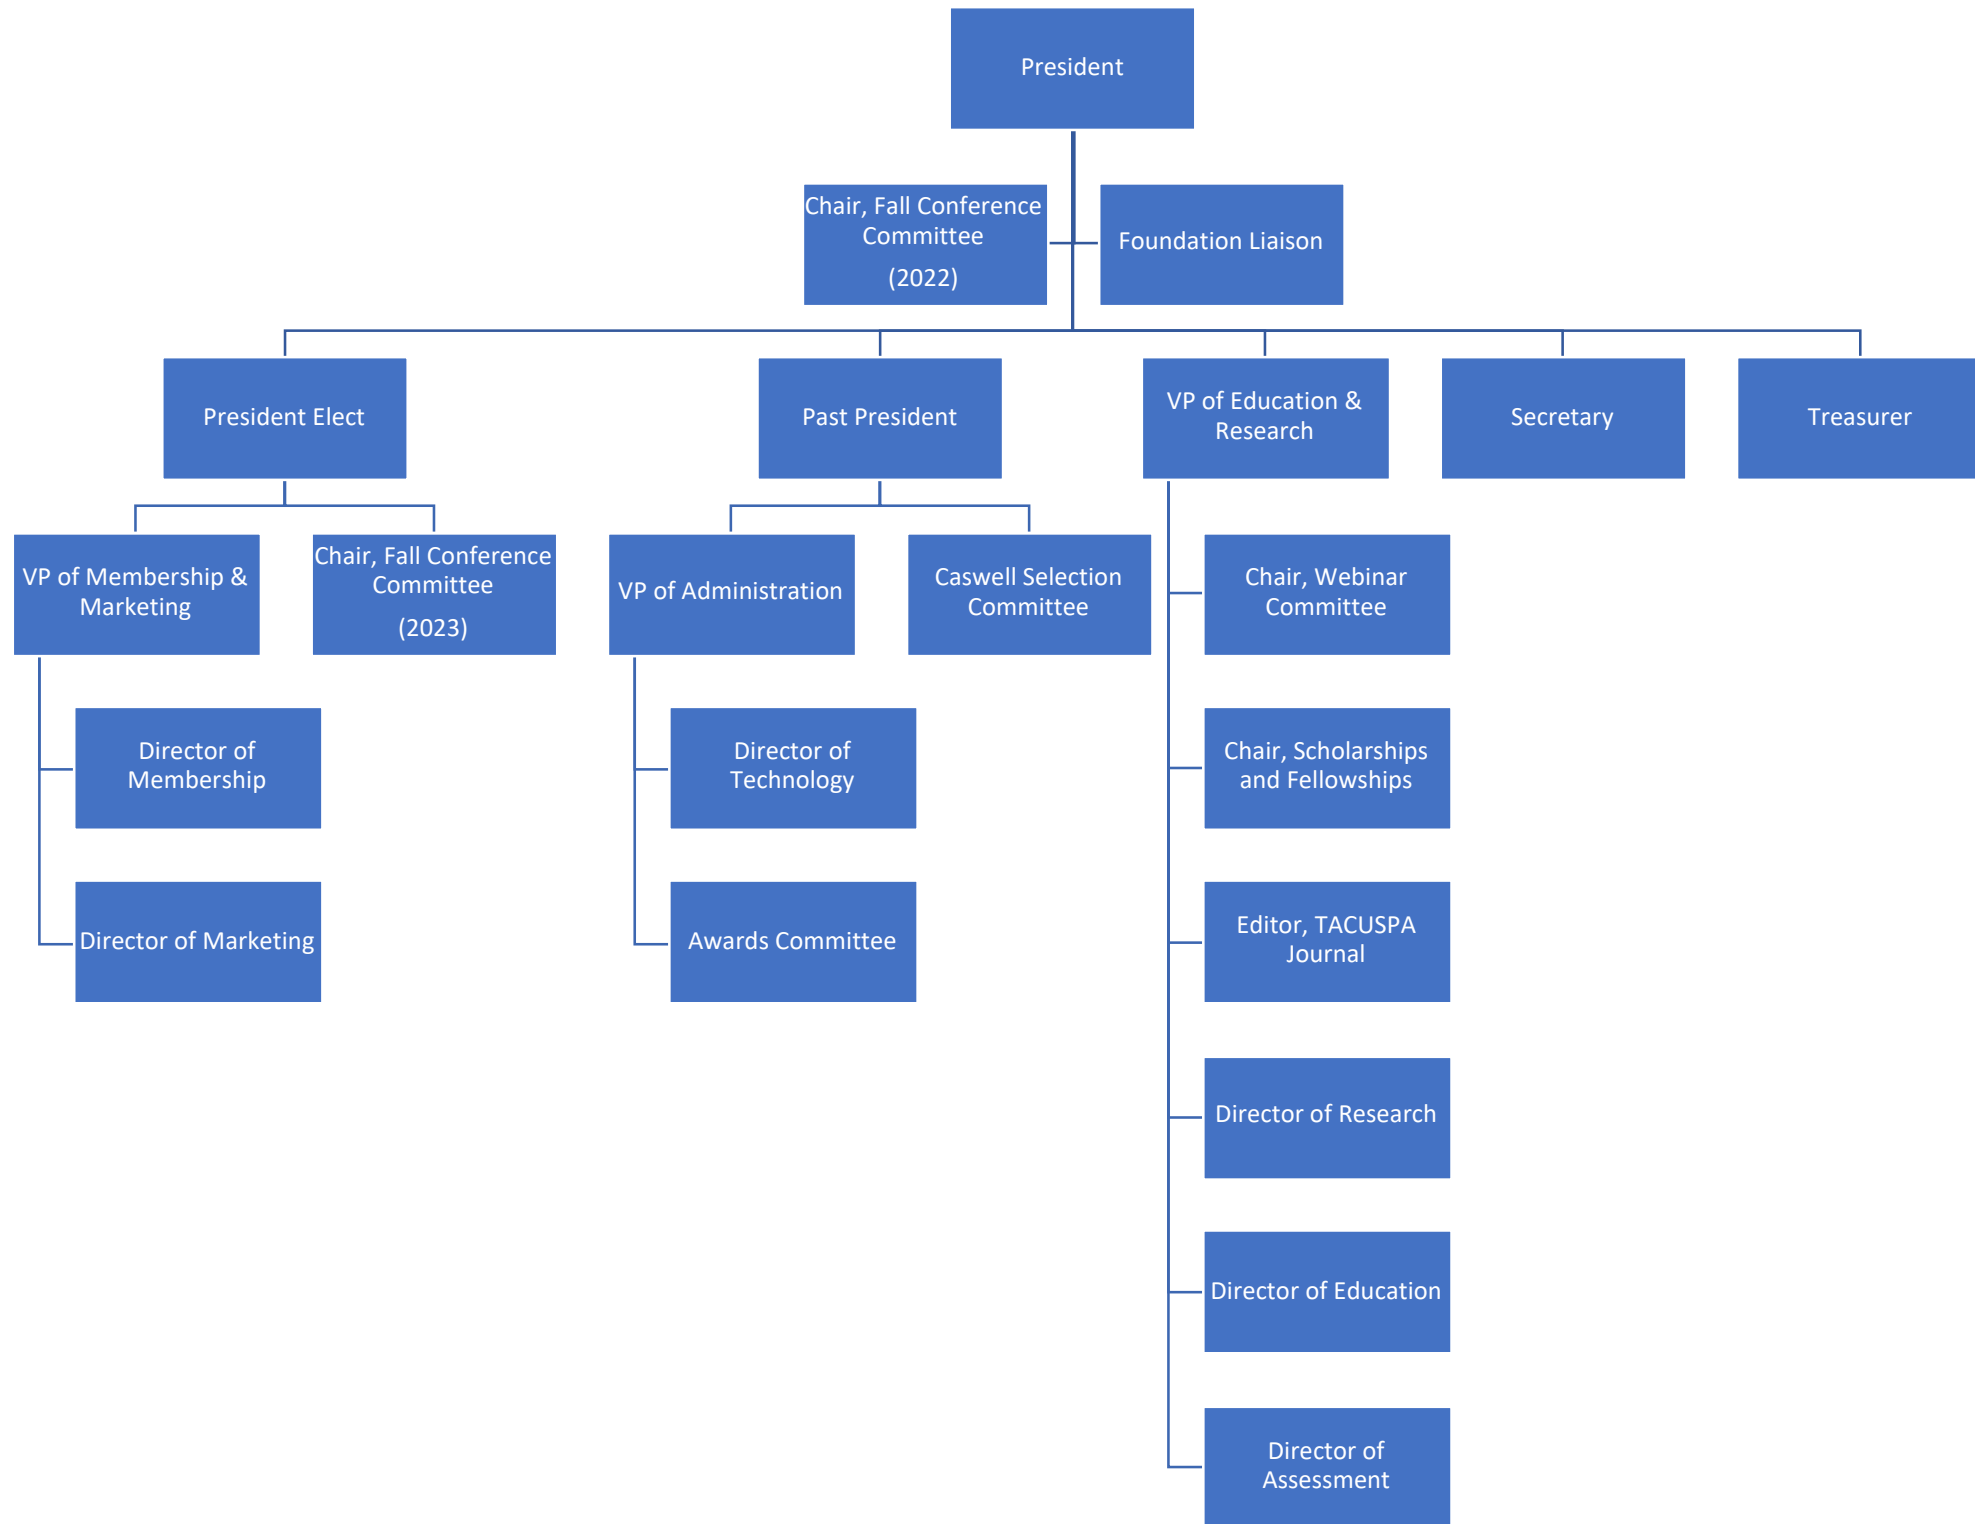 President
Chair, Fall Conference
Committee
(2022)
Foundation Liaison
President Elect
Past President
VP of Education &
Research
Secretary
Treasurer
VP of Membership &
Marketing
Chair, Fall Conference
Committee
(2023)
VP of Administration
Caswell Selection
Committee
Chair, Webinar
Committee
Director of
Membership
Director of
Technology
Chair, Scholarships
and Fellowships
Director of Marketing
Awards Committee
Editor, TACUSPA
Journal
Director of Research
Director of Education
Director of
Assessment